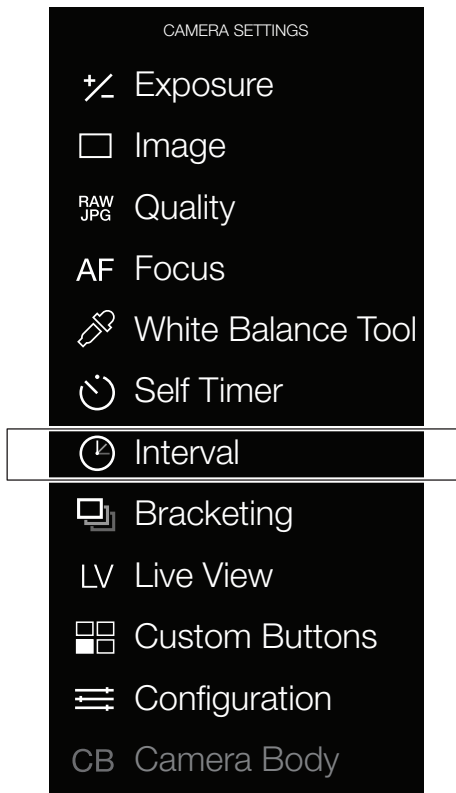 CAMERA SETTINGS
+/- Exposure
Image
RAW JPG Quality
AF Focus
White Balance Tool
Self Timer
Interval
Bracketing
LV Live View
Custom Buttons
Configuration
CB Camera Body